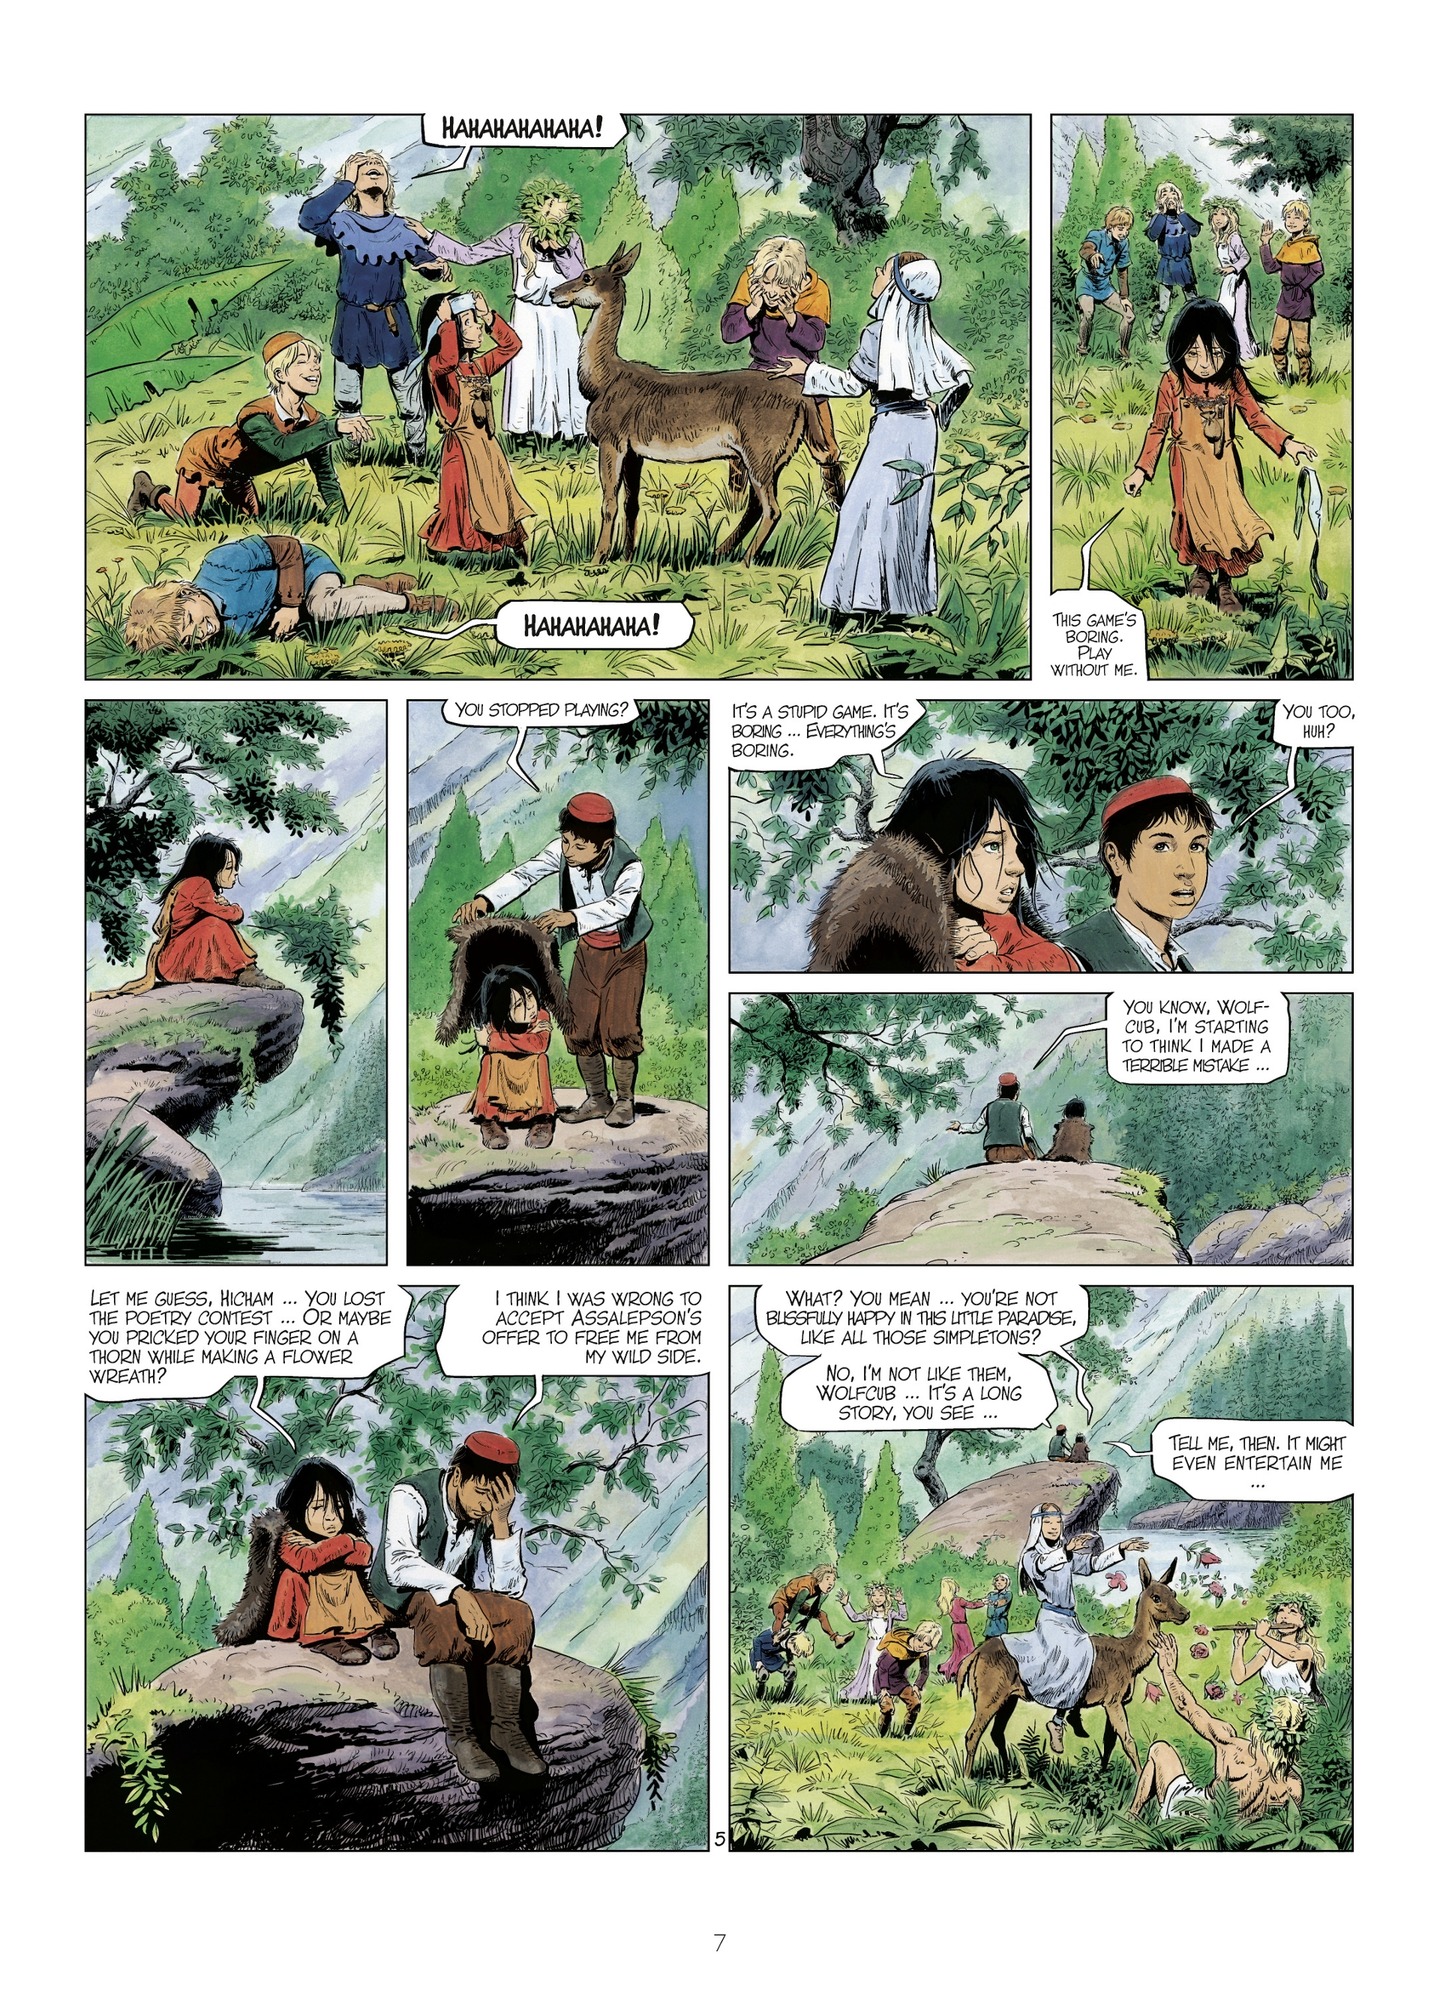 HAHAHAHAHAHA!
HAHAHAHAHA!
THIS GAME'S
BORING.
PLAY
WITHOUT ME.
YOU STOPPED PLAYING?
IT'S A STUPID GAME. IT'S
BORING ... EVERYTHING'S
BORING.
YOU TOO,
HUH?
YOU KNOW, WOLF-
CUB, I'M STARTING
TO THINK I MADE A
TERRIBLE MISTAKE ...
LET ME GUESS, HICHAM ... YOU LOST
THE POETRY CONTEST ... OR MAYBE
YOU PRICKED YOUR FINGER ON A
THORN WHILE MAKING A FLOWER
WREATH?
I THINK I WAS WRONG TO
ACCEPT ASSALEPSON'S
OFFER TO FREE ME FROM
MY WILD SIDE.
WHAT? YOU MEAN ... YOU'RE NOT
BLISSFULLY HAPPY IN THIS LITTLE PARADISE,
LIKE ALL THOSE SIMPLETONS?
NO, I'M NOT LIKE THEM,
WOLFCUB ... IT'S A LONG
STORY, YOU SEE ...
TELL ME, THEN. IT MIGHT
EVEN ENTERTAIN ME
...
5
7